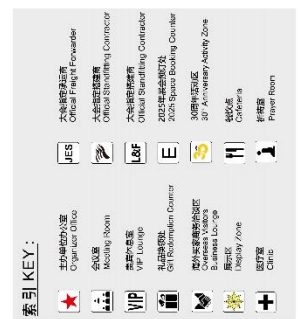 索引 KEY：
主办单位办公室
Organizer Office
会议室
Meeting Room
VIP
贵宾休息室
VIP Lounge
礼品换领处
Gift Redemption Counter
海外买家商务洽谈区
Overseas Visitors
Business Lounge
展示区
Display Zone
医疗室
Clinic
JES
大会指定承运商
Official Freight Forwarder
大会指定搭建商
Official Standfitting Contractor
L&F
大会指定搭建商
Official Standfitting Contractor
2025年展会预订处
2025 Space Booking Counter
30周年活动区
30th Anniversary Activity Zone
餐饮点
Cafeteria
祈祷室
Prayer Room